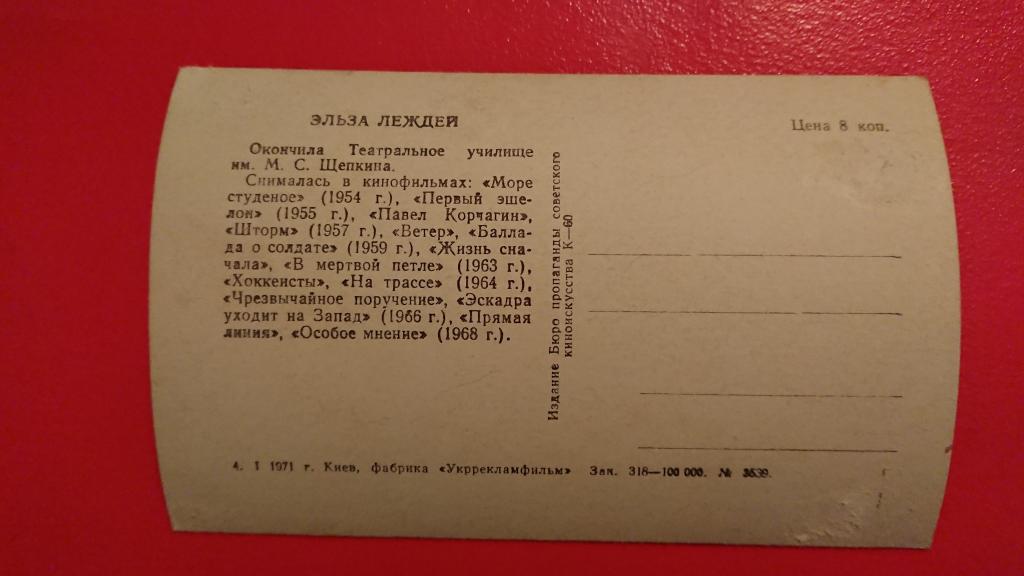 ЭЛЬЗА ЛЕЖДЕЙ
Окончила Театральное училище
им. М. С. Щепкина.
Снималась в кинофильмах: «Море
студеное» (1954 г.), «Первый эше-
лон» (1955 г.), «Павел Корчагин»,
«Шторм» (1957 г.), «Ветер», «Балла-
да о солдате» (1959 г.), «Жизнь сна-
чала», «В мертвой петле» (1963 г.),
«Хоккеисты», «На трассе» (1964 г.),
«Чрезвычайное поручение», «Эскадра
уходит на Запад» (1966 г.), «Прямая
линия», «Особое мнение» (1968 г.).
Издание Бюро пропаганды советского
киноискусства К—60
Цена 8 коп.
4. I 1971 г. Киев, фабрика «Укррекламфильм» Зак. 318—100 000. №